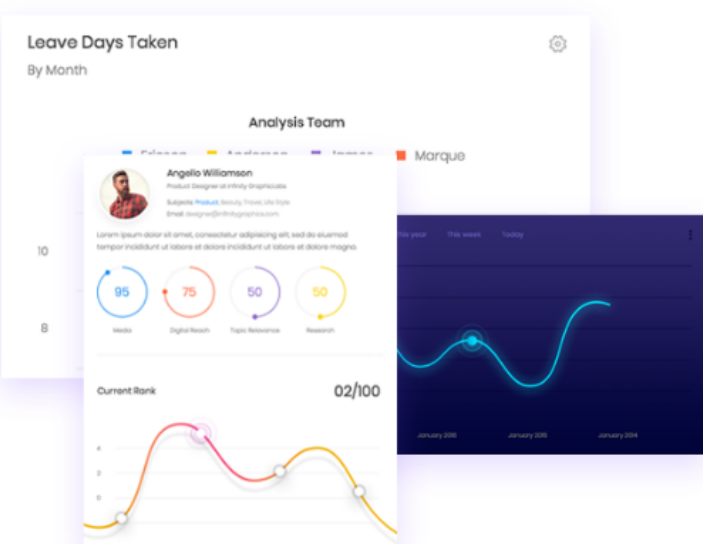 Leave Days Taken
By Month
Analysis Team
Marque
10
8
Angello Williamson
Product Designer at Infinity GraphicLabs
Subjects: Product, Beauty, Travel, Life Style
Email: designer@infinitygraphics.com
Lorem ipsum dolor sit amet, consectetur adipiscing elit, sed do eiusmod
tempor incididunt ut labore et dolore incididunt ut labore et dolore magna.
95
75
50
50
Media
Digital Reach
Topic Relevance
Research
Current Rank
02/100
4
2
0
This year
This week
Today
January 2016
January 2015
January 2014